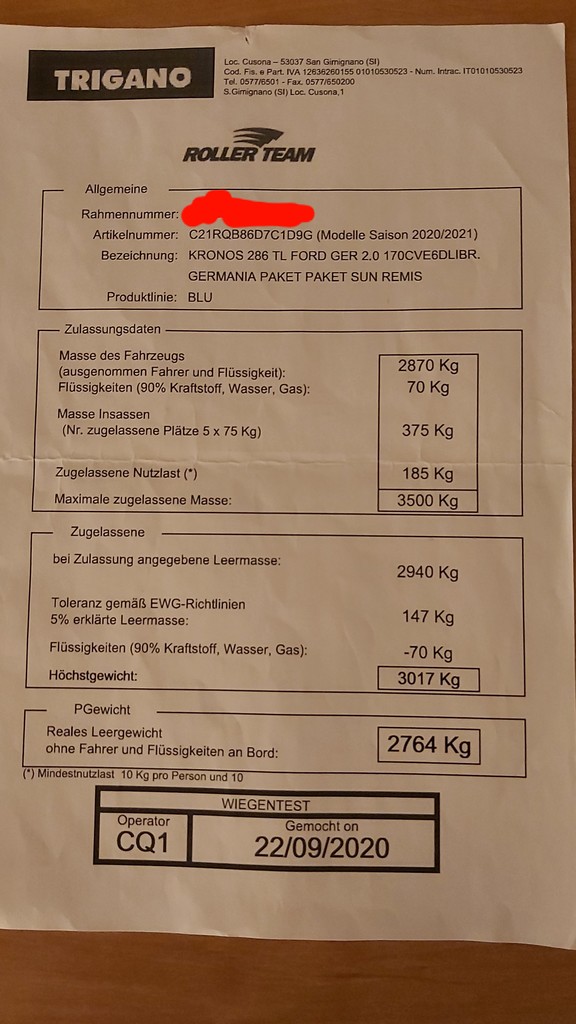 TRIGANO
Loc. Cusona – 53037 San Gimignano (SI)
Cod. Fis. e Part. IVA 12636260155 01010530523 - Num. Intrac. IT01010530523
Tel. 0577/6501 - Fax. 0577/650200
S.Gimignano (SI) Loc. Cusona,1
ROLLER TEAM
Allgemeine
Rahmennummer:
Artikelnummer: C21RQB86D7C1D9G (Modelle Saison 2020/2021)
Bezeichnung: KRONOS 286 TL FORD GER 2.0 170CVE6DLIBR.
GERMANIA PAKET PAKET SUN REMIS
Produktlinie: BLU
Zulassungsdaten
Masse des Fahrzeugs
(ausgenommen Fahrer und Flüssigkeit): 2870 Kg
Flüssigkeiten (90% Kraftstoff, Wasser, Gas): 70 Kg
Masse Insassen
(Nr. zugelassene Plätze 5 x 75 Kg) 375 Kg
Zugelassene Nutzlast (*) 185 Kg
Maximale zugelassene Masse: 3500 Kg
Zugelassene
bei Zulassung angegebene Leermasse: 2940 Kg
Toleranz gemäß EWG-Richtlinien
5% erklärte Leermasse: 147 Kg
Flüssigkeiten (90% Kraftstoff, Wasser, Gas): -70 Kg
Höchstgewicht: 3017 Kg
PGewicht
Reales Leergewicht
ohne Fahrer und Flüssigkeiten an Bord: 2764 Kg
(*) Mindestnutzlast 10 Kg pro Person und 10
WIEGENTEST
Operator Gemocht on
CQ1 22/09/2020